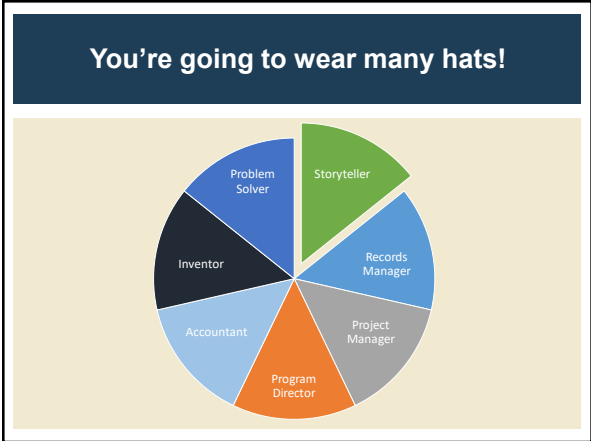 You’re going to wear many hats!
Storyteller
Records
Manager
Project
Manager
Program
Director
Accountant
Inventor
Problem
Solver